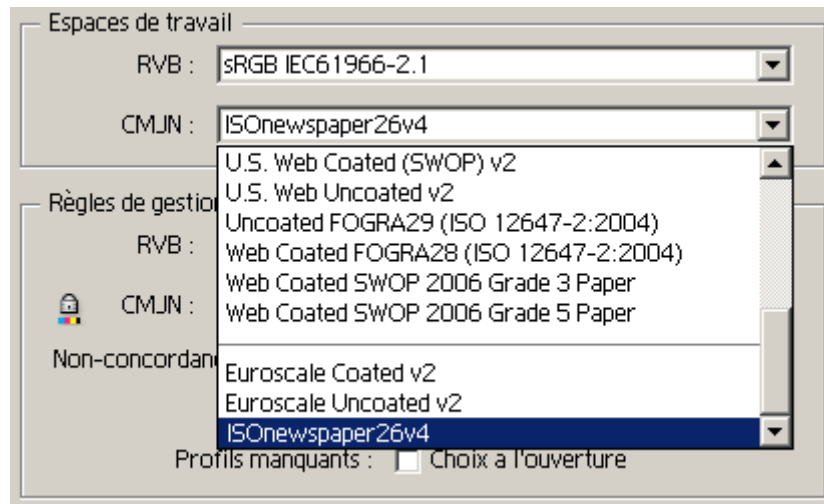 Espaces de travail
RVB : sRGB IEC61966-2.1
CMJN : ISOnewspaper26v4
U.S. Web Coated (SWOP) v2
U.S. Web Uncoated v2
Règles de gestio
Uncoated FOGRA29 (ISO 12647-2:2004)
RVB :
Web Coated FOGRA28 (ISO 12647-2:2004)
Web Coated SWOP 2006 Grade 3 Paper
CMJN :
Web Coated SWOP 2006 Grade 5 Paper
Non-concordan
Euroscale Coated v2
Euroscale Uncoated v2
ISOnewspaper26v4
Profils manquants : Choix a l'ouverture